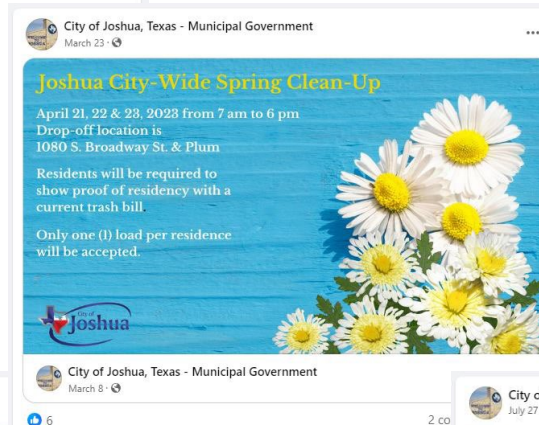 City of Joshua, Texas - Municipal Government
March 23 ·
Joshua City-Wide Spring Clean-Up
April 21, 22 & 23, 2023 from 7 am to 6 pm
Drop-off location is
1080 S. Broadway St. & Plum
Residents will be required to
show proof of residency with a
current trash bill.
Only one (1) load per residence
will be accepted.
City of
Joshua
City of Joshua, Texas - Municipal Government
March 8 ·
6
2 co
City o
July 27